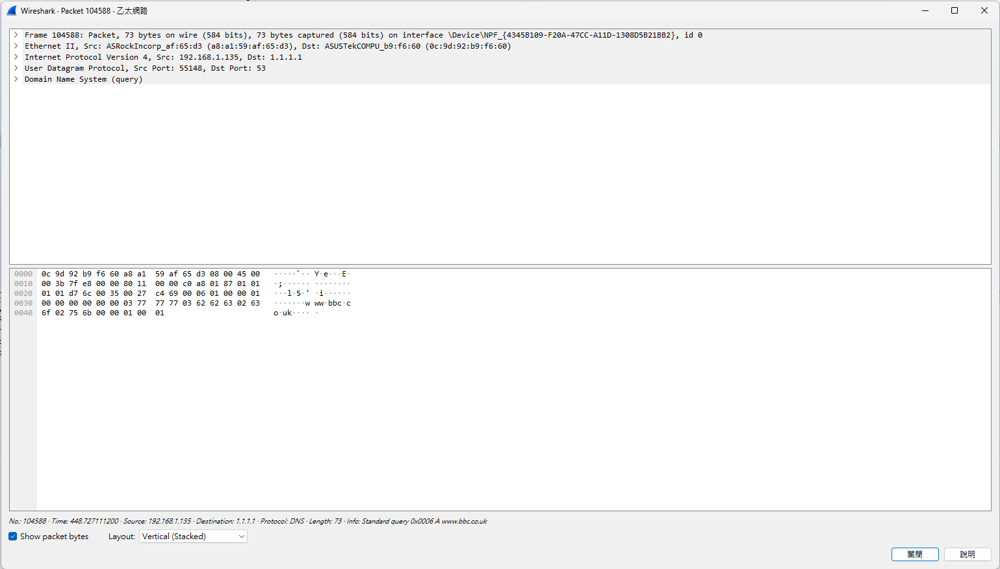 Wireshark · Packet 104588 · 乙太網路
Frame 104588: Packet, 73 bytes on wire (584 bits), 73 bytes captured (584 bits) on interface \Device\NPF_{4345B109-F20A-47CC-A11D-1308D5B21BB2}, id 0
Ethernet II, Src: ASRockIncorp_af:65:d3 (a8:a1:59:af:65:d3), Dst: ASUSTekCOMPU_b9:f6:60 (0c:9d:92:b9:f6:60)
Internet Protocol Version 4, Src: 192.168.1.135, Dst: 1.1.1.1
User Datagram Protocol, Src Port: 55148, Dst Port: 53
Domain Name System (query)
0000 0c 9d 92 b9 f6 60 a8 a1 59 af 65 d3 08 00 45 00 ·····`·· Y·e···E·
0010 00 3b 7f e8 00 00 80 11 00 00 c0 a8 01 87 01 01 ·;······ ········
0020 01 01 d7 6c 00 35 00 27 c4 69 00 06 01 00 00 01 ···l·5·' ·i······
0030 00 00 00 00 00 00 03 77 77 77 03 62 62 63 02 63 ·······w ww·bbc·c
0040 6f 02 75 6b 00 00 01 00 01 o·uk···· ·
No.: 104588 · Time: 448.727111200 · Source: 192.168.1.135 · Destination: 1.1.1.1 · Protocol: DNS · Length: 73 · Info: Standard query 0x0006 A www.bbc.co.uk
Show packet bytes Layout: Vertical (Stacked)
關閉 說明